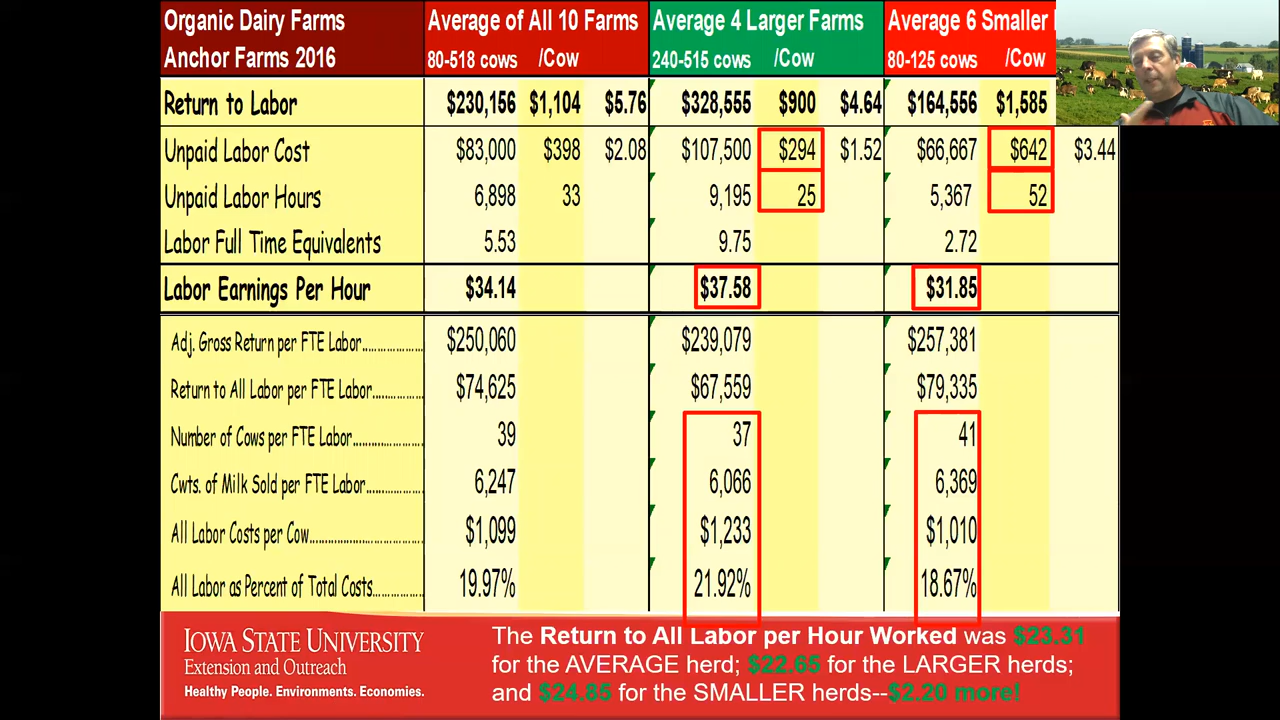 Organic Dairy Farms Average of All 10 Farms Average 4 Larger Farms Average 6 Smaller
Anchor Farms 2016 80-518 cows /Cow 240-515 cows /Cow 80-125 cows /Cow
Return to Labor $230,156 $1,104 $5.76 $328,555 $900 $4.64 $164,556 $1,585
Unpaid Labor Cost $83,000 $398 $2.08 $107,500 $294 $1.52 $66,667 $642 $3.44
Unpaid Labor Hours 6,898 33 9,195 25 5,367 52
Labor Full Time Equivalents 5.53 9.75 2.72
Labor Earnings Per Hour $34.14 $37.58 $31.85
Adj. Gross Return per FTE Labor.................. $250,060 $239,079 $257,381
Return to All Labor per FTE Labor.................. $74,625 $67,559 $79,335
Number of Cows per FTE Labor...................... 39 37 41
Cwts. of Milk Sold per FTE Labor.................. 6,247 6,066 6,369
All Labor Costs per Cow............................... $1,099 $1,233 $1,010
All Labor as Percent of Total Costs............... 19.97% 21.92% 18.67%
IOWA STATE UNIVERSITY
Extension and Outreach
Healthy People. Environments. Economies.
The Return to All Labor per Hour Worked was $23.31
for the AVERAGE herd; $22.65 for the LARGER herds;
and $24.85 for the SMALLER herds--$2.20 more!